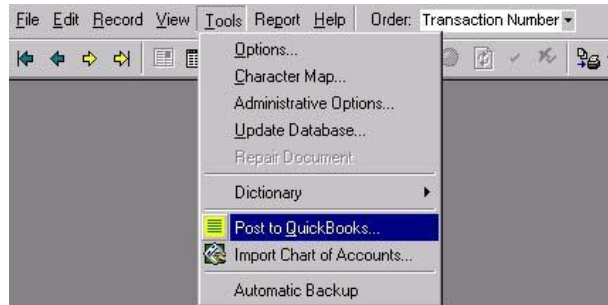 File Edit Record View Tools Report Help Order: Transaction Number
Options...
Character Map...
Administrative Options...
Update Database...
Repair Document
Dictionary
Post to QuickBooks...
Import Chart of Accounts...
Automatic Backup